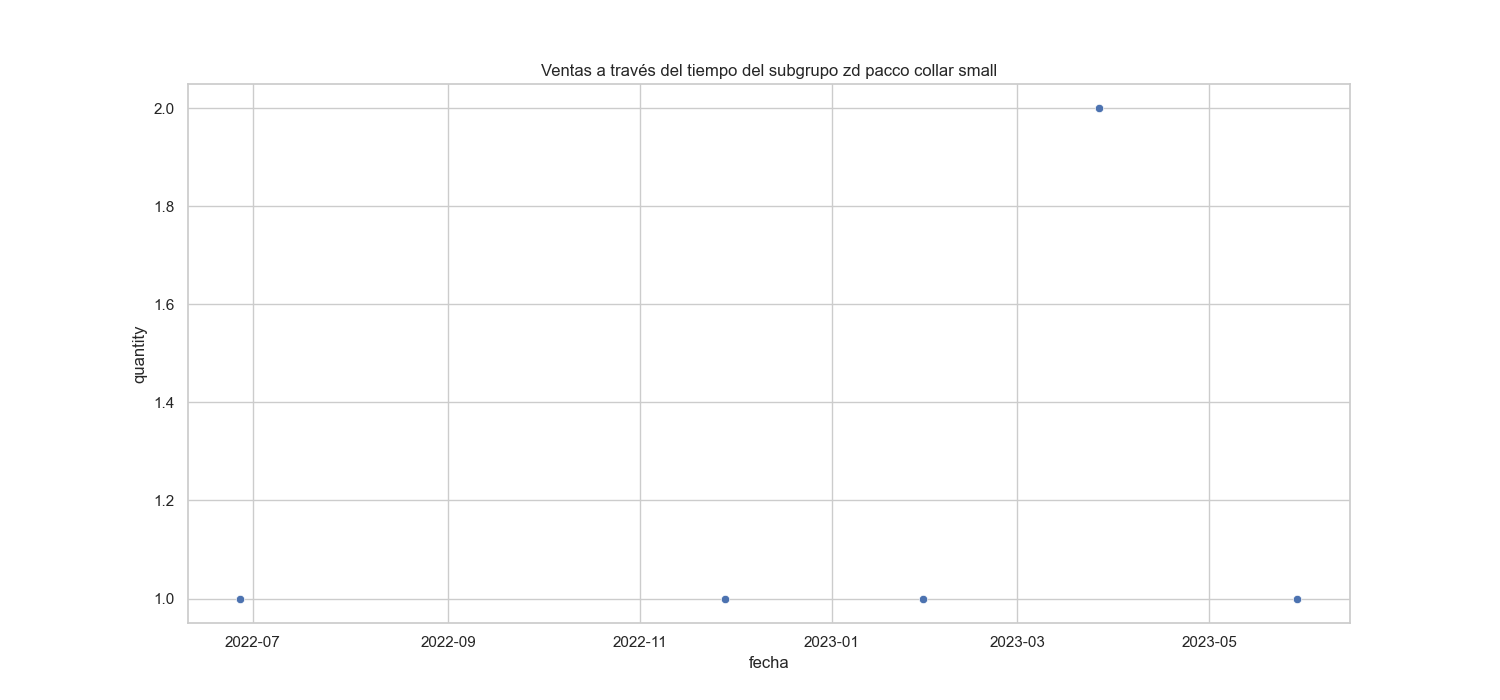 Ventas a través del tiempo del subgrupo zd pacco collar small
2.0
1.8
1.6
1.4
1.2
1.0
quantity
2022-07 2022-09 2022-11 2023-01 2023-03 2023-05
fecha